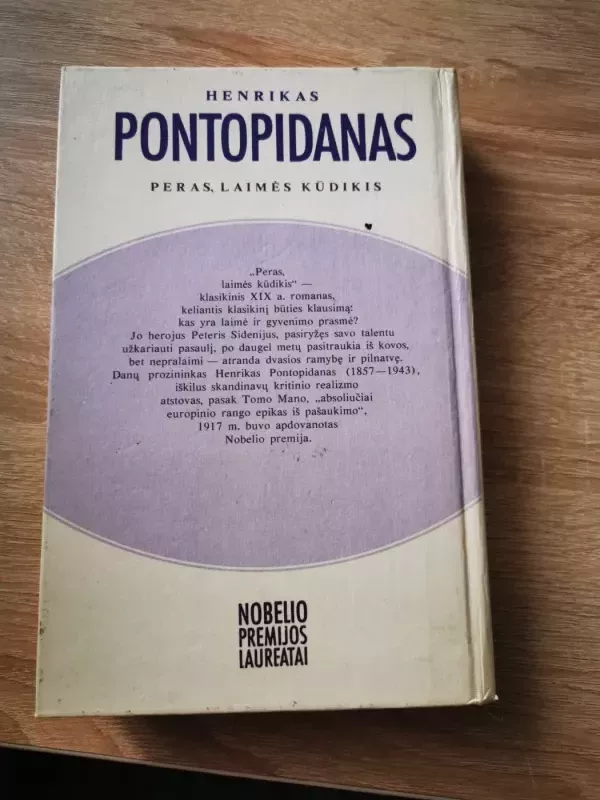 HENRIKAS
PONTOPIDANAS
PERAS, LAIMĖS KŪDIKIS
„Peras,
laimės kūdikis“ —
klasikinis XIX a. romanas,
keliantis klasikinį būties klausimą:
kas yra laimė ir gyvenimo prasmė?
Jo herojus Peteris Sidenijus, pasiryžęs savo talentu
užkariauti pasaulį, po daugel metų pasitraukia iš kovos,
bet nepralaimi — atranda dvasios ramybę ir pilnatvę.
Danų prozininkas Henrikas Pontopidanas (1857—1943),
iškilus skandinavų kritinio realizmo
atstovas, pasak Tomo Mano, „absoliučiai
europinio rango epikas iš pašaukimo“,
1917 m. buvo apdovanotas
Nobelio premija.
NOBELIO
PREMIJOS
LAUREATAI